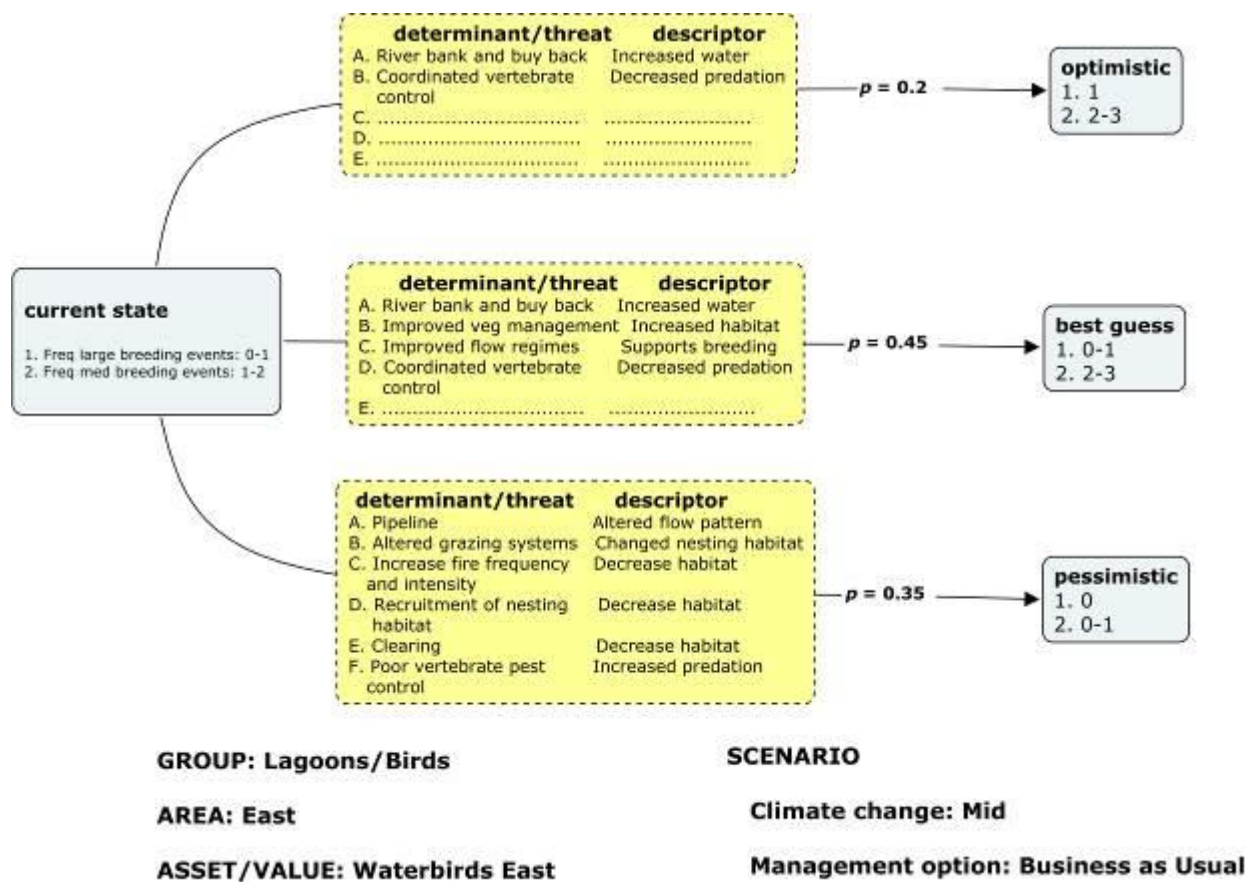 determinant/threat descriptor
A. River bank and buy back Increased water
B. Coordinated vertebrate Decreased predation
control
C. ................................ .......................
D. ................................ .......................
E. ................................ .......................
p = 0.2
optimistic
1. 1
2. 2-3
current state
1. Freq large breeding events: 0-1
2. Freq med breeding events: 1-2
determinant/threat descriptor
A. River bank and buy back Increased water
B. Improved veg management Increased habitat
C. Improved flow regimes Supports breeding
D. Coordinated vertebrate Decreased predation
control
E. ................................ .......................
p = 0.45
best guess
1. 0-1
2. 2-3
determinant/threat descriptor
A. Pipeline Altered flow pattern
B. Altered grazing systems Changed nesting habitat
C. Increase fire frequency Decrease habitat
and intensity
D. Recruitment of nesting Decrease habitat
habitat
E. Clearing Decrease habitat
F. Poor vertebrate pest Increased predation
control
p = 0.35
pessimistic
1. 0
2. 0-1
GROUP: Lagoons/Birds
AREA: East
ASSET/VALUE: Waterbirds East
SCENARIO
Climate change: Mid
Management option: Business as Usual